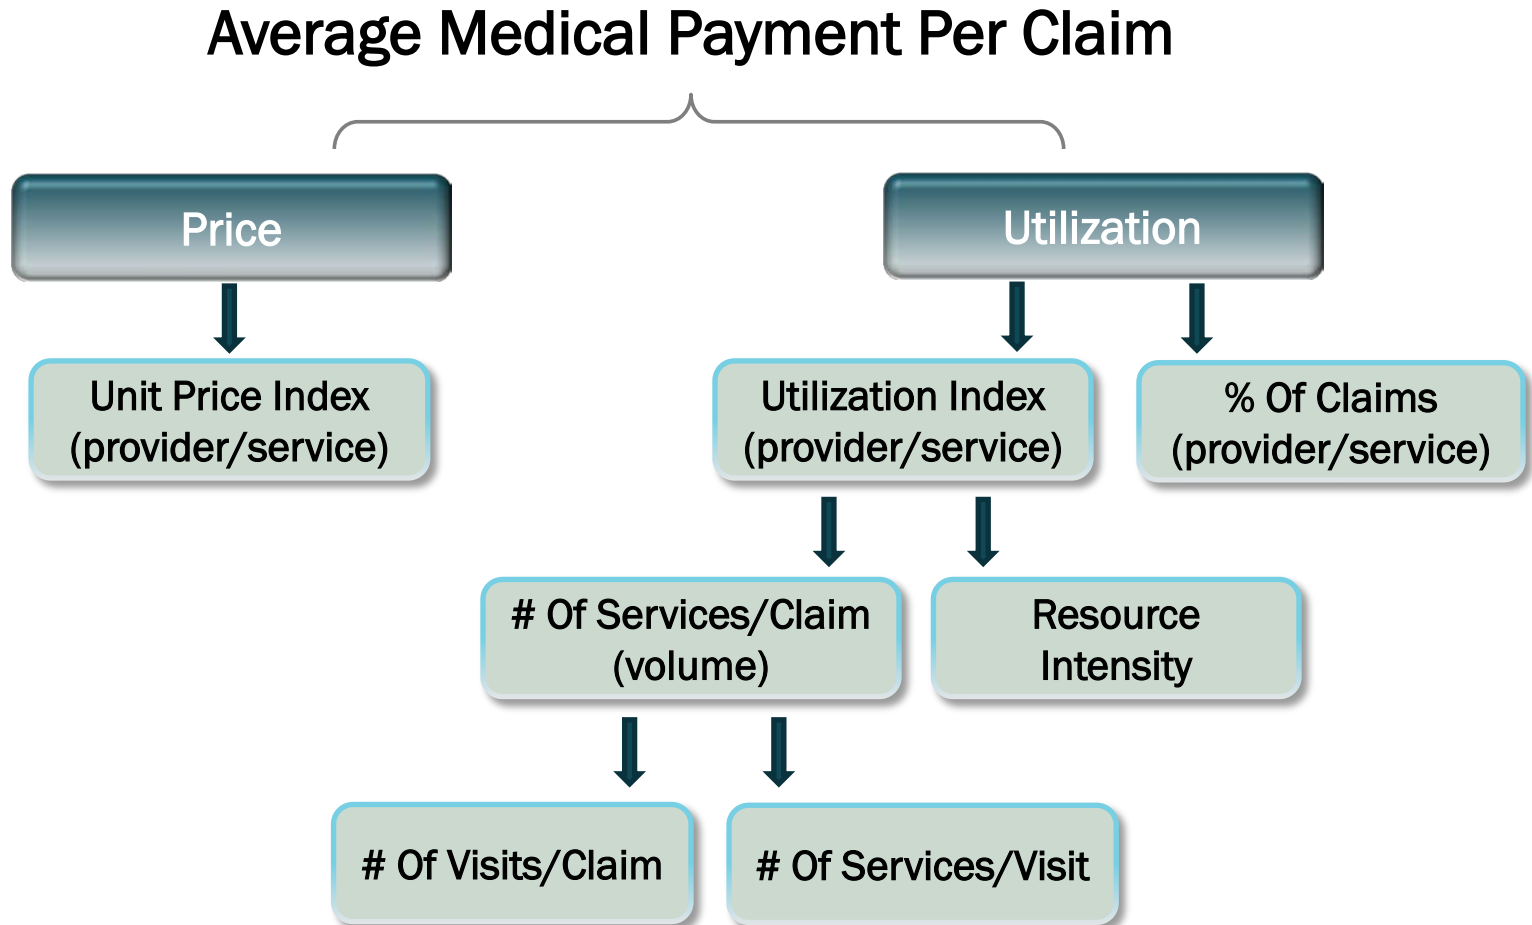 Average Medical Payment Per Claim
Price
Utilization
Unit Price Index
(provider/service)
Utilization Index
(provider/service)
% Of Claims
(provider/service)
# Of Services/Claim
(volume)
Resource
Intensity
# Of Visits/Claim
# Of Services/Visit